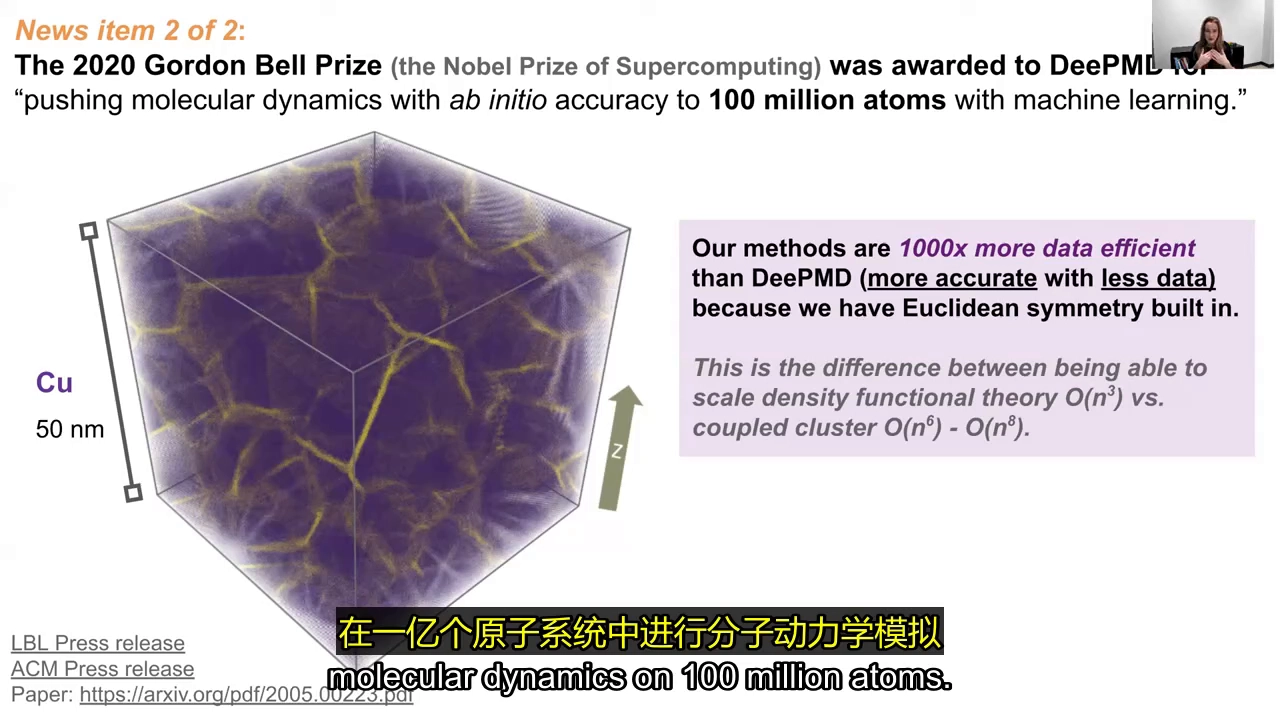 News item 2 of 2:
The 2020 Gordon Bell Prize (the Nobel Prize of Supercomputing) was awarded to DeePMD for
“pushing molecular dynamics with ab initio accuracy to 100 million atoms with machine learning.”
Our methods are 1000x more data efficient
than DeePMD (more accurate with less data)
because we have Euclidean symmetry built in.
This is the difference between being able to
scale density functional theory O(n³) vs.
coupled cluster O(n⁶) - O(n⁸).
Cu
50 nm
z
LBL Press release
ACM Press release
Paper: https://arxiv.org/pdf/2005.00223.pdf
在一亿个原子系统中进行分子动力学模拟
molecular dynamics on 100 million atoms.